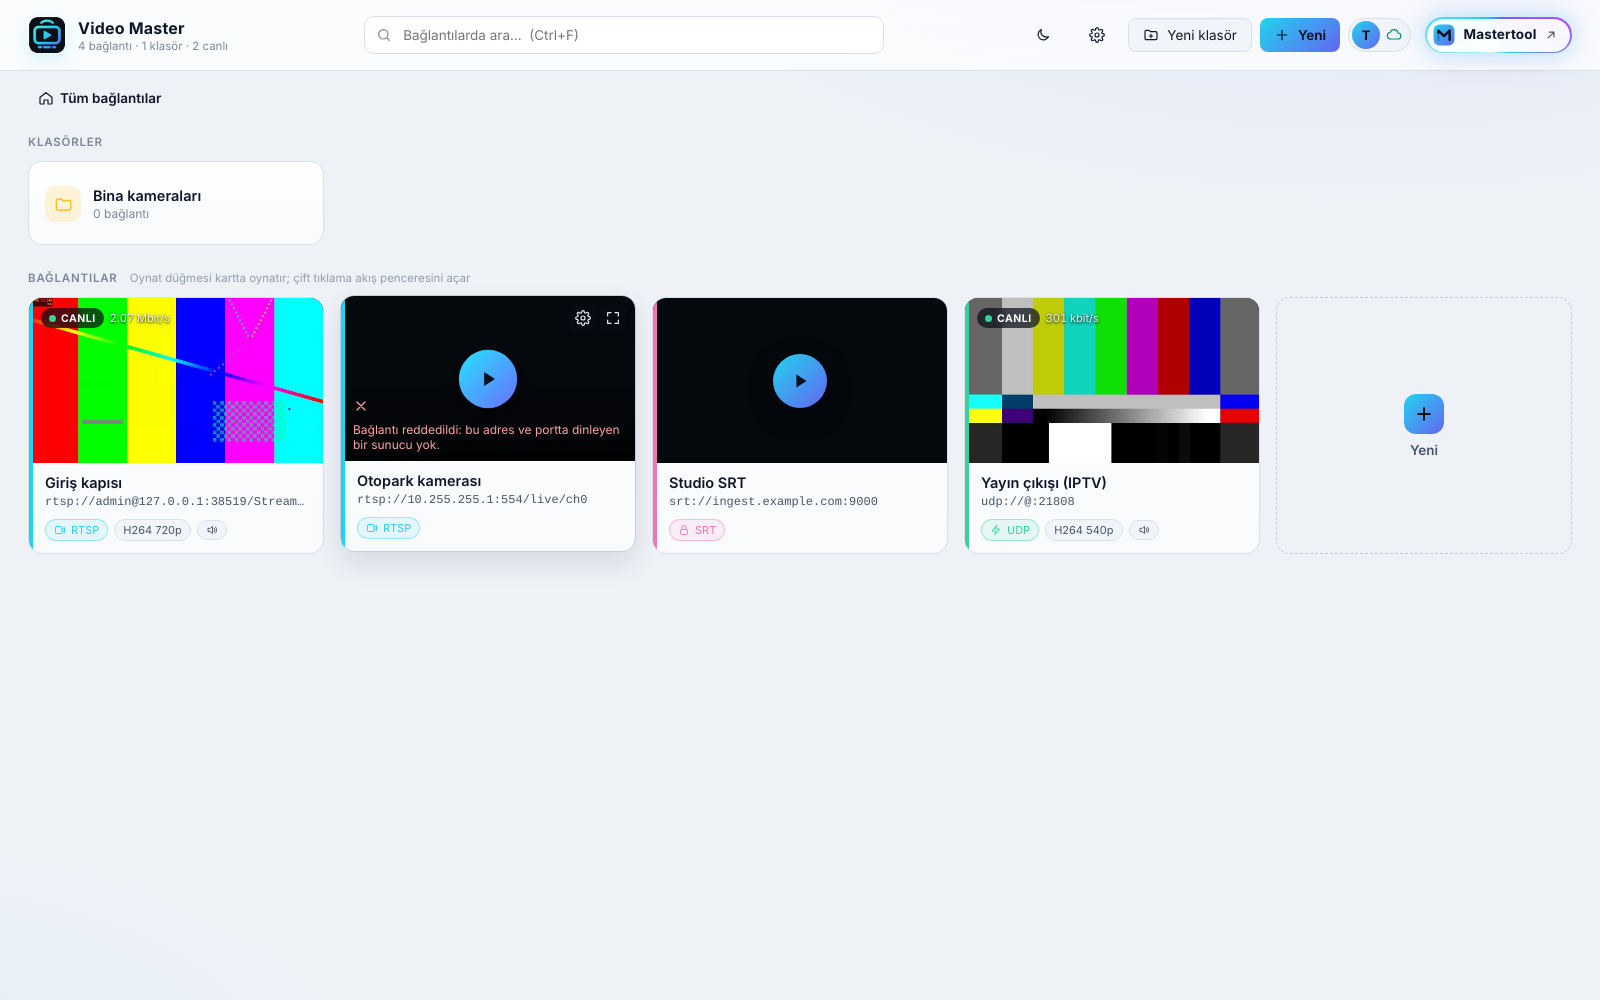 Video Master
4 bağlantı · 1 klasör · 2 canlı
Bağlantılarda ara... (Ctrl+F)
Yeni klasör
Yeni
T
Mastertool
Tüm bağlantılar
KLASÖRLER
Bina kameraları
0 bağlantı
BAĞLANTILAR Oynat düğmesi kartta oynatır; çift tıklama akış penceresini açar
CANLI 2.07 Mbit/s
Giriş kapısı
rtsp://admin@127.0.0.1:38519/Stream…
RTSP H264 720p
Bağlantı reddedildi: bu adres ve portta dinleyen
bir sunucu yok.
Otopark kamerası
rtsp://10.255.255.1:554/live/ch0
RTSP
Studio SRT
srt://ingest.example.com:9000
SRT
CANLI 301 kbit/s
Yayın çıkışı (IPTV)
udp://@:21808
UDP H264 540p
Yeni